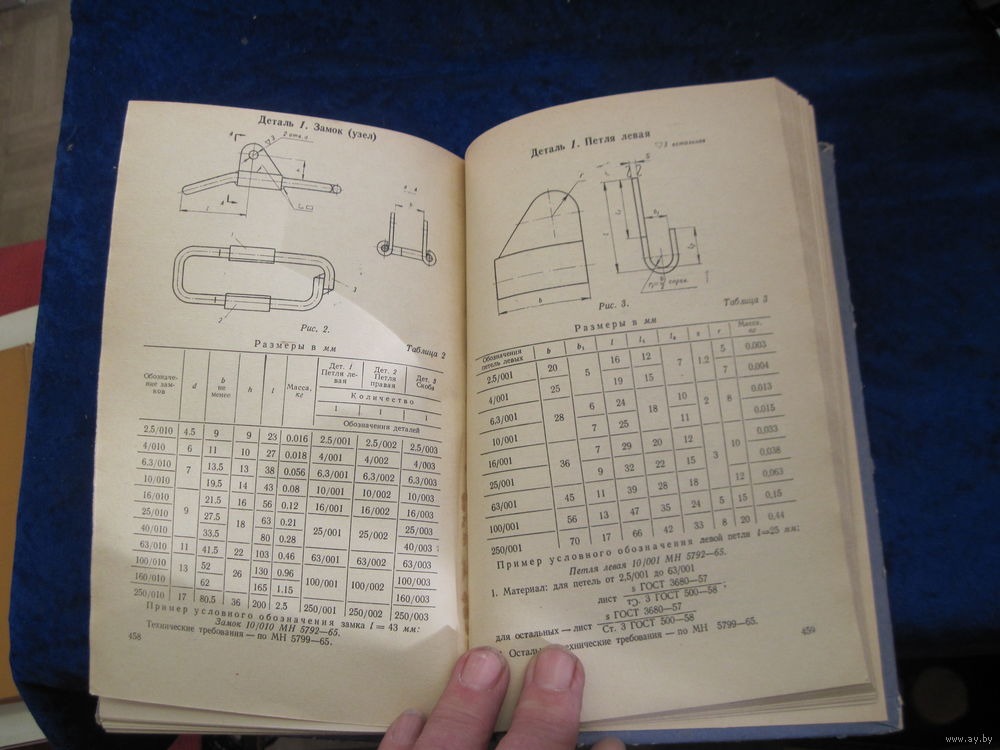 Деталь 1. Замок (узел)
2 отв. d
Рис. 2.
Размеры в мм
Таблица 2
Обозначение замков d b не менее h l Масса, кг Дет. 1 Петля левая Дет. 2 Петля правая Дет. 3 Скоба
Количество
1 1 1
Обозначения деталей
2.5/010 4.5 9 9 23 0.016 2.5/001 2.5/002 2.5/003
4/010 6 11 10 27 0.018 4/001 4/002 4/003
6.3/010 7 13.5 13 38 0.056 6.3/001 6.3/002 6.3/003
10/010 19.5 14 43 0.08 10/001 10/002 10/003
16/010 9 21.5 16 56 0.12 16/001 16/002 16/003
25/010 27.5 18 63 0.21 25/001 25/002 25/003
40/010 33.5 80 0.28 40/003
63/010 11 41.5 22 103 0.46 63/001 63/002 63/003
100/010 13 52 26 130 0.96 100/001 100/002 100/003
160/010 62 165 1.15 160/003
250/010 17 80.5 36 200 2.5 250/001 250/002 250/003
Пример условного обозначения замка l = 43 мм:
Замок 10/010 МН 5792—65.
Технические требования — по МН 5799—65.
458
Деталь 1. Петля левая
3 остальное
Рис. 3.
Таблица 3
Размеры в мм
Обозначения петель левых b b₁ l l₁ l₂ s r Масса, кг
2.5/001 20 5 16 12 7 1.2 5 0.003
4/001 25 19 15 7 0.004
6.3/001 28 6 24 18 10 2 8 0.013
10/001 7 25 0.015
16/001 36 7 29 20 12 3 10 0.033
25/001 9 32 22 15 0.038
63/001 45 11 39 28 18 12 0.063
100/001 56 13 47 35 24 5 15 0,15
250/001 70 17 66 42 33 8 20 0,44
Пример условного обозначения левой петли l=25 мм:
Петля левая 10/001 МН 5792—65.
1. Материал: для петель от 2,5/001 до 63/001
лист s ГОСТ 3680—57
Ст. 3 ГОСТ 500—58 ;
для остальных — лист s ГОСТ 3680—57
Ст. 3 ГОСТ 500—58
технические требования — по МН 5799—65.
459
www.ay.by